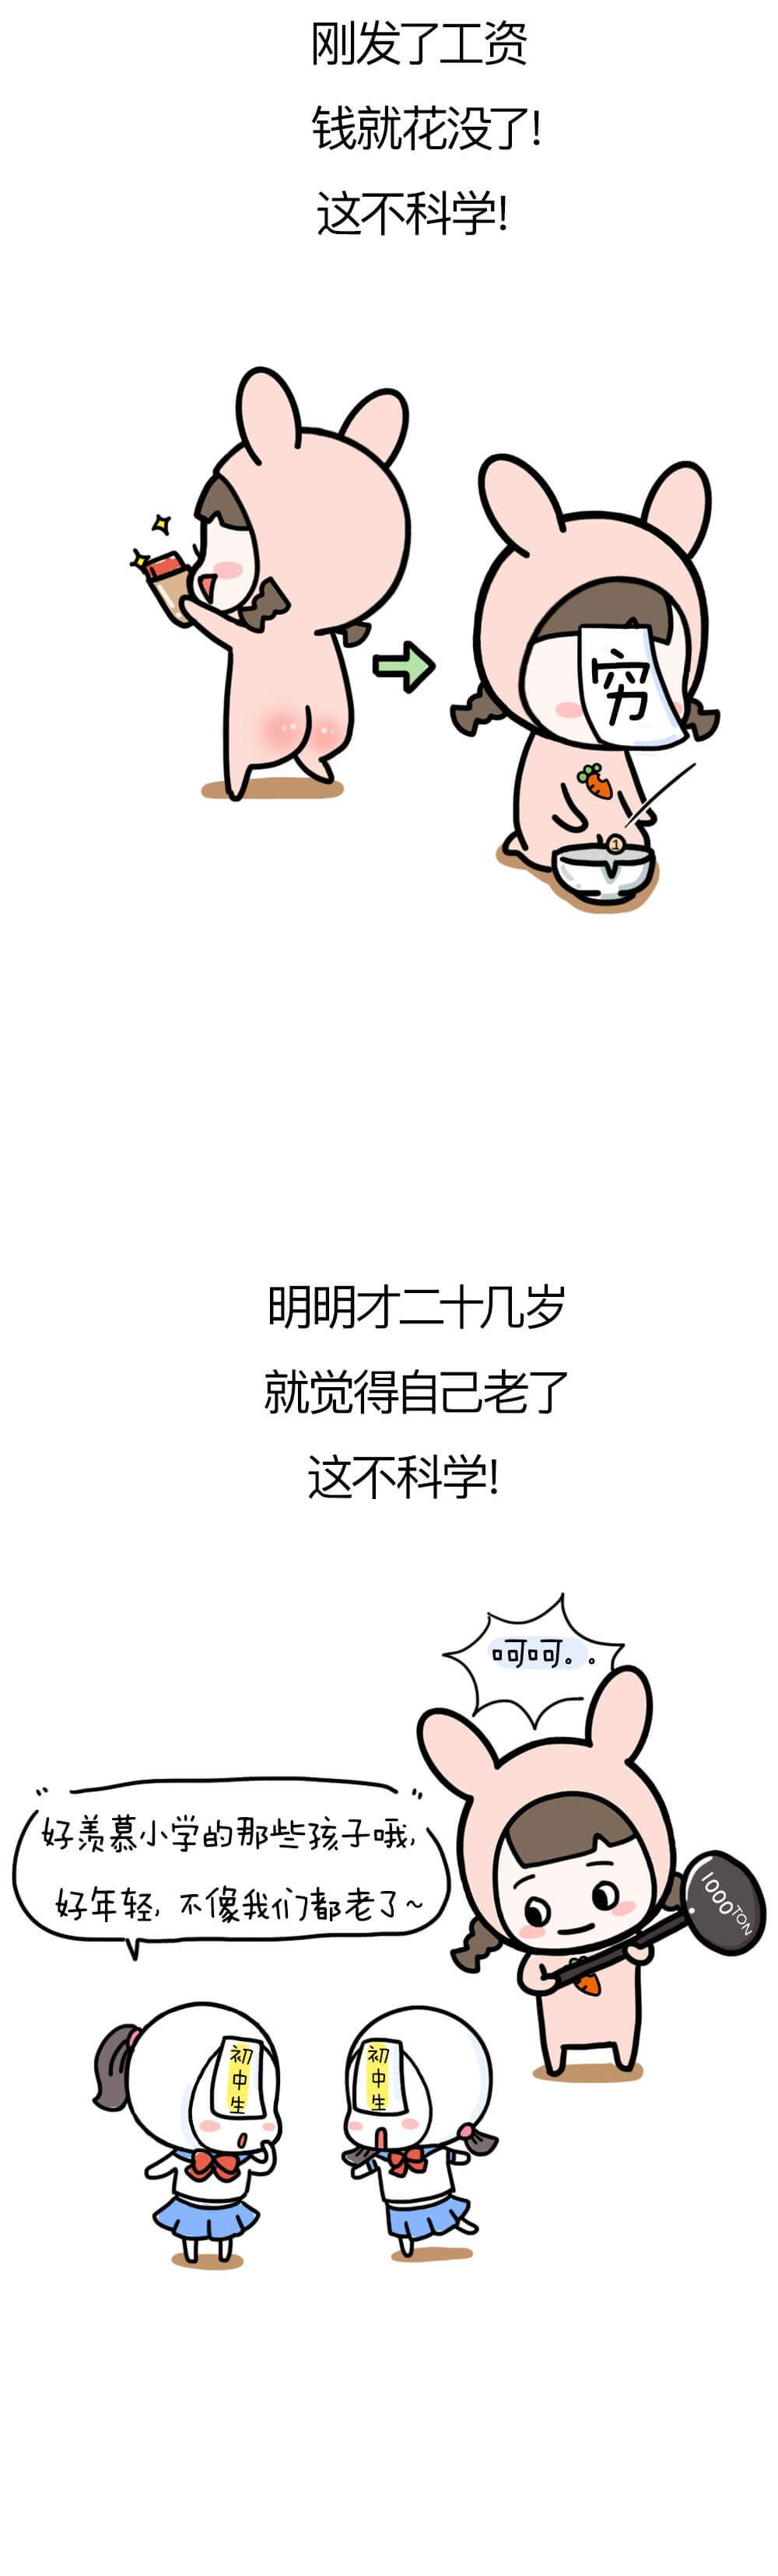 刚发了工资
钱就花没了!
这不科学!
穷
1
明明才二十几岁
就觉得自己老了
这不科学!
呵呵。。
好羡慕小学的那些孩子哦,
好年轻, 不像我们都老了~
1000TON
初中生
初中生